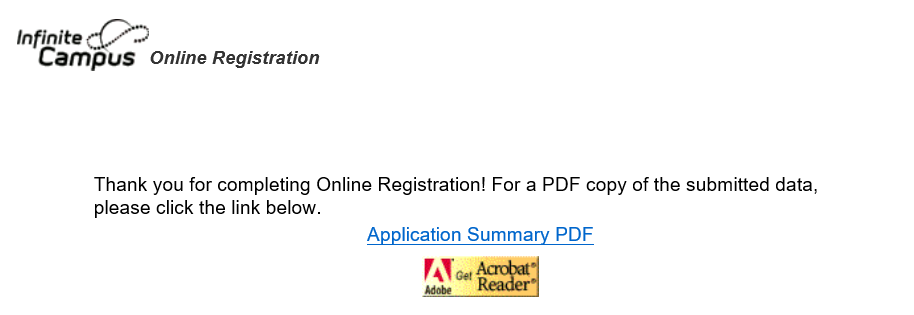 Infinite
Campus Online Registration
Thank you for completing Online Registration! For a PDF copy of the submitted data,
please click the link below.
Application Summary PDF
Adobe Get Acrobat®
Reader®